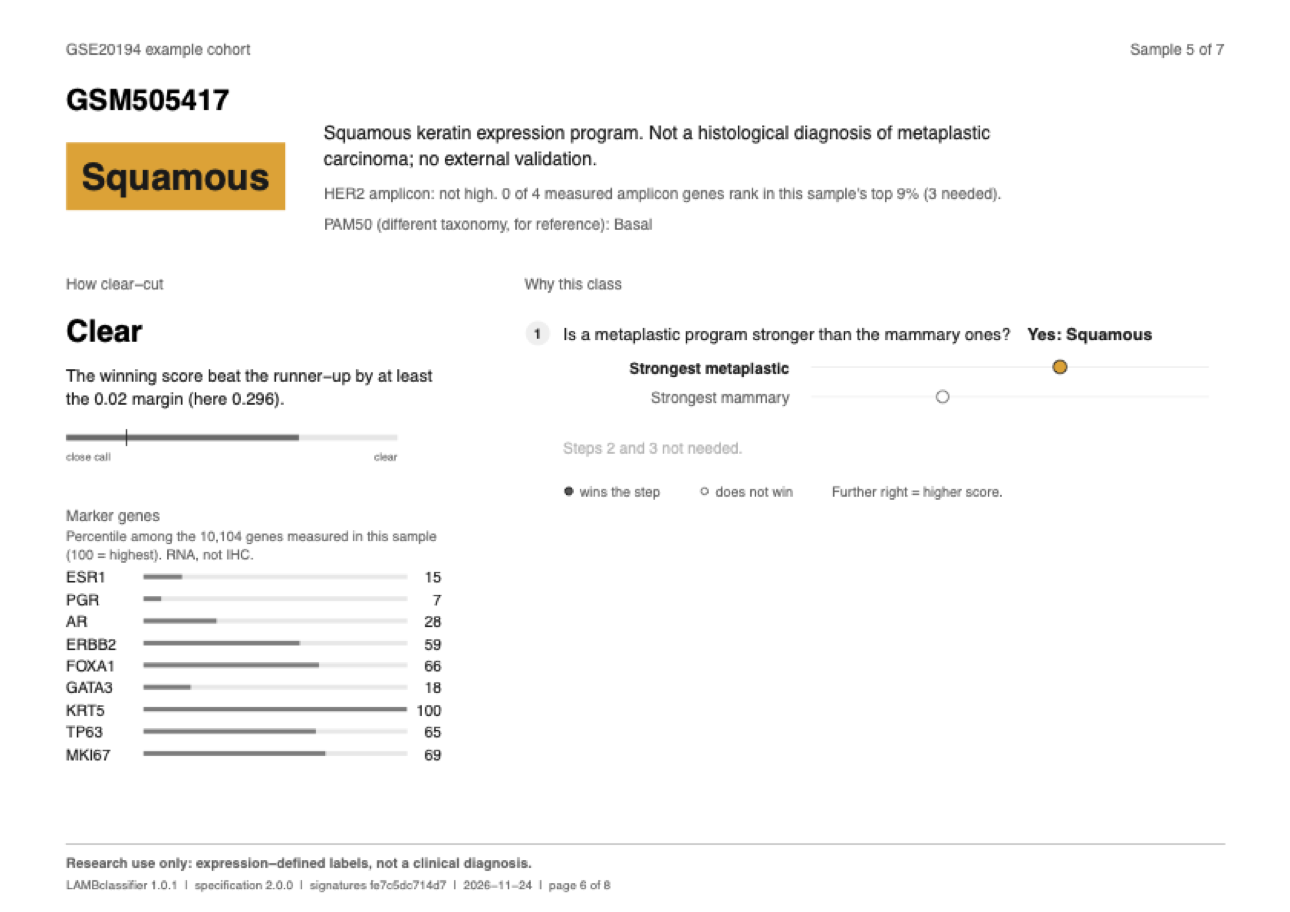 GSE20194 example cohort
Sample 5 of 7
GSM505417
Squamous
Squamous keratin expression program. Not a histological diagnosis of metaplastic
carcinoma; no external validation.
HER2 amplicon: not high. 0 of 4 measured amplicon genes rank in this sample's top 9% (3 needed).
PAM50 (different taxonomy, for reference): Basal
How clear–cut
Clear
The winning score beat the runner–up by at least
the 0.02 margin (here 0.296).
close call
clear
Marker genes
Percentile among the 10,104 genes measured in this sample
(100 = highest). RNA, not IHC.
ESR1 15
PGR 7
AR 28
ERBB2 59
FOXA1 66
GATA3 18
KRT5 100
TP63 65
MKI67 69
Why this class
1 Is a metaplastic program stronger than the mammary ones? Yes: Squamous
Strongest metaplastic
Strongest mammary
Steps 2 and 3 not needed.
wins the step does not win Further right = higher score.
Research use only: expression–defined labels, not a clinical diagnosis.
LAMBclassifier 1.0.1 | specification 2.0.0 | signatures fe7c5dc714d7 | 2026–11–24 | page 6 of 8